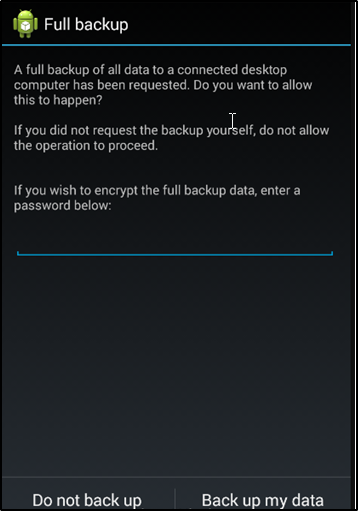 Full backup
A full backup of all data to a connected desktop
computer has been requested. Do you want to allow
this to happen?
If you did not request the backup yourself, do not allow
the operation to proceed.
If you wish to encrypt the full backup data, enter a
password below:
Do not back up Back up my data